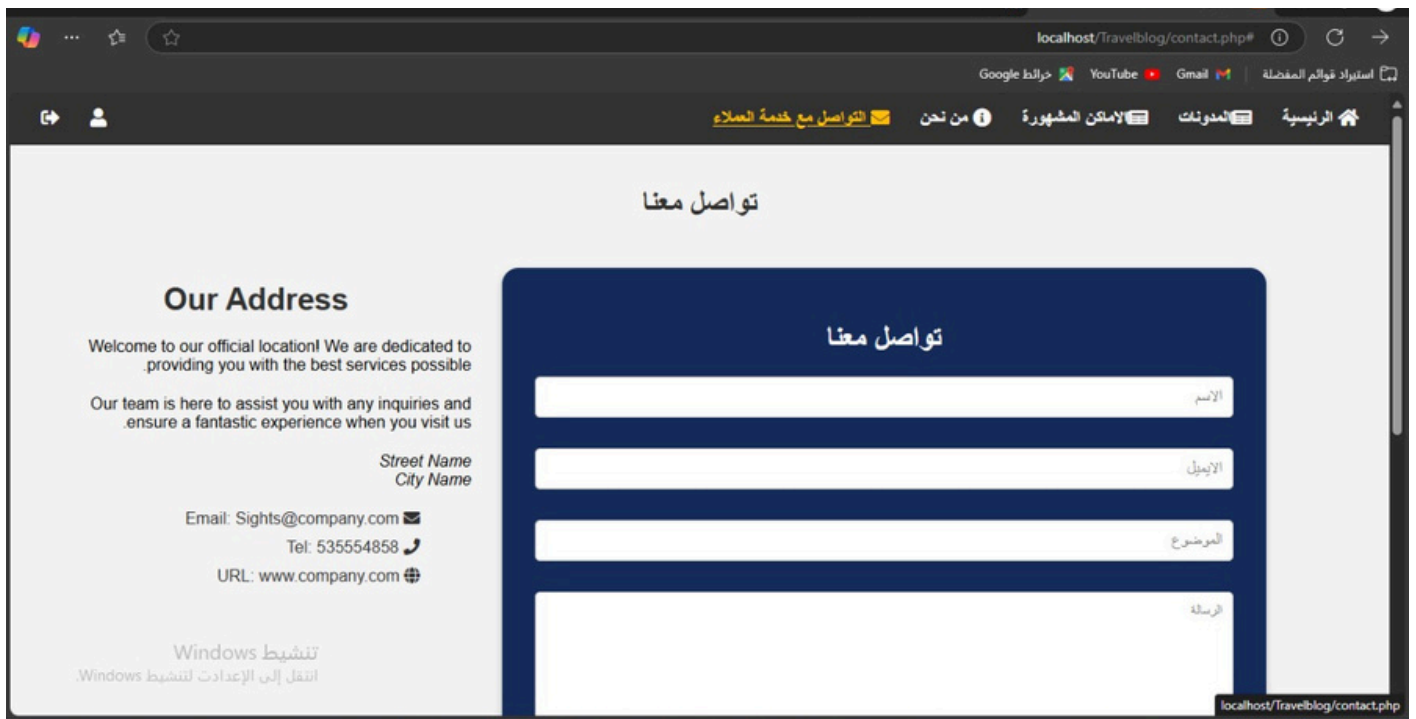 localhost/Travelblog/contact.php#
استيراد قوائم المفضلة
Gmail
YouTube
خرائط Google
الرئيسية
المدونات
الاماكن المشهورة
من نحن
التواصل مع خدمة العملاء
تواصل معنا
تواصل معنا
الاسم
الايميل
الموضوع
الرسالة
Our Address
Welcome to our official location! We are dedicated to
.providing you with the best services possible
Our team is here to assist you with any inquiries and
.ensure a fantastic experience when you visit us
Street Name
City Name
Email: Sights@company.com
Tel: 535554858
URL: www.company.com
تنشيط Windows
انتقل إلى الإعدادت لتنشيط Windows.
localhost/Travelblog/contact.php